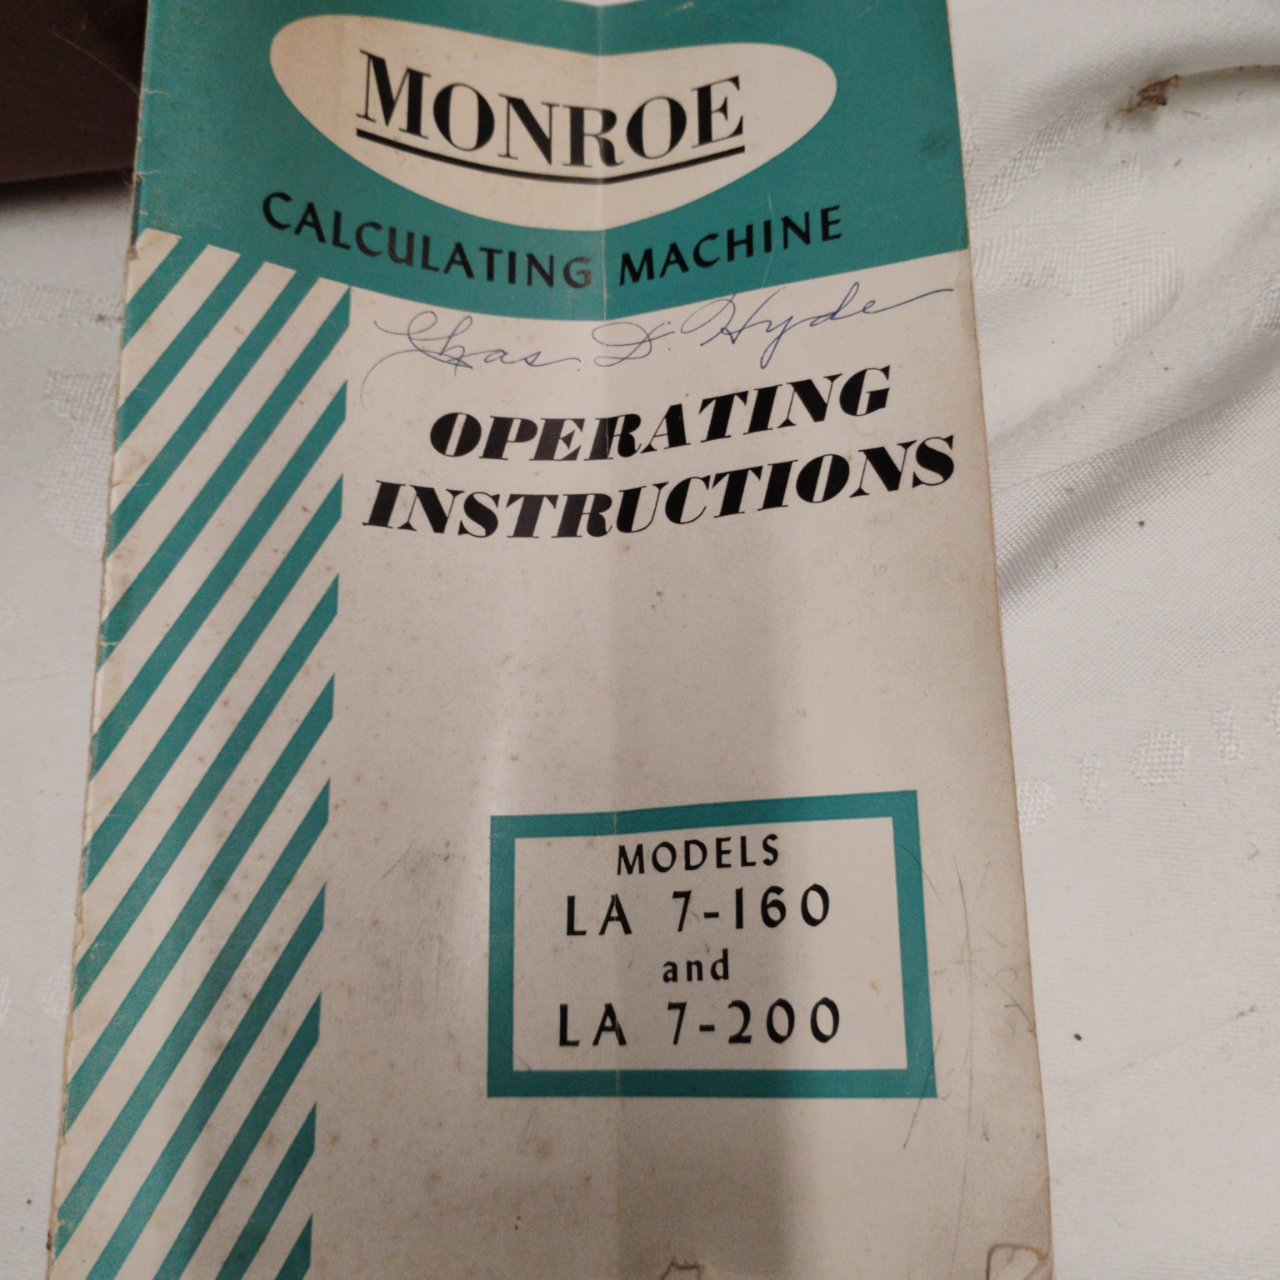 MONROE
CALCULATING MACHINE
Chas. D. Hyde
OPERATING
INSTRUCTIONS
MODELS
LA 7-160
and
LA 7-200